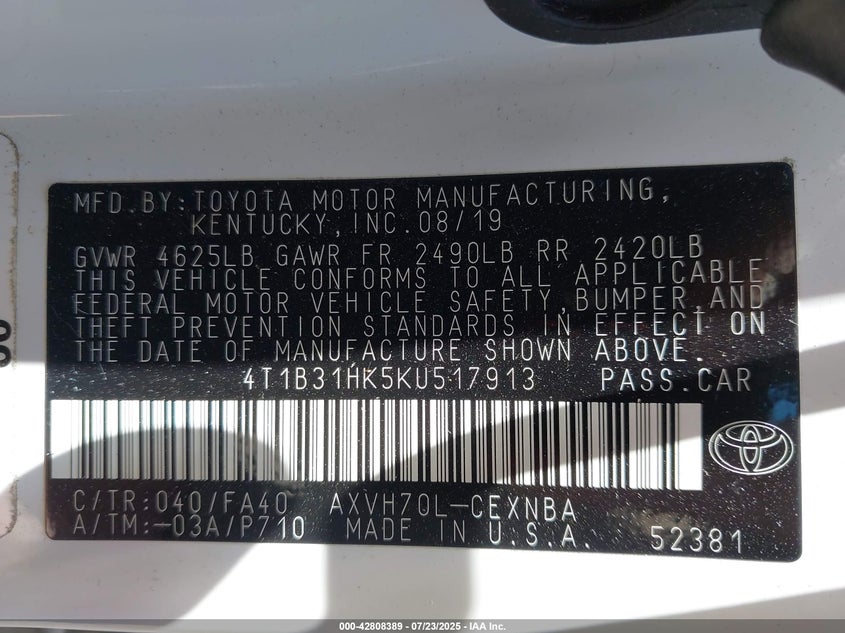 MFD.BY:TOYOTA MOTOR MANUFACTURING,
KENTUCKY,INC.08/19
GVWR 4625LB GAWR FR 2490LB RR 2420LB
THIS VEHICLE CONFORMS TO ALL APPLICABLE
FEDERAL MOTOR VEHICLE SAFETY,BUMPER,AND
THEFT PREVENTION STANDARDS IN EFFECT ON
THE DATE OF MANUFACTURE SHOWN ABOVE.
4T1B31HK5KU517913 PASS.CAR
C/TR:040/FA40 AXVH70L-CEXNBA
A/TM:-03A/P710 MADE IN U.S.A. 52381
000-42808389 | 07/23/2025 | IAA Inc.